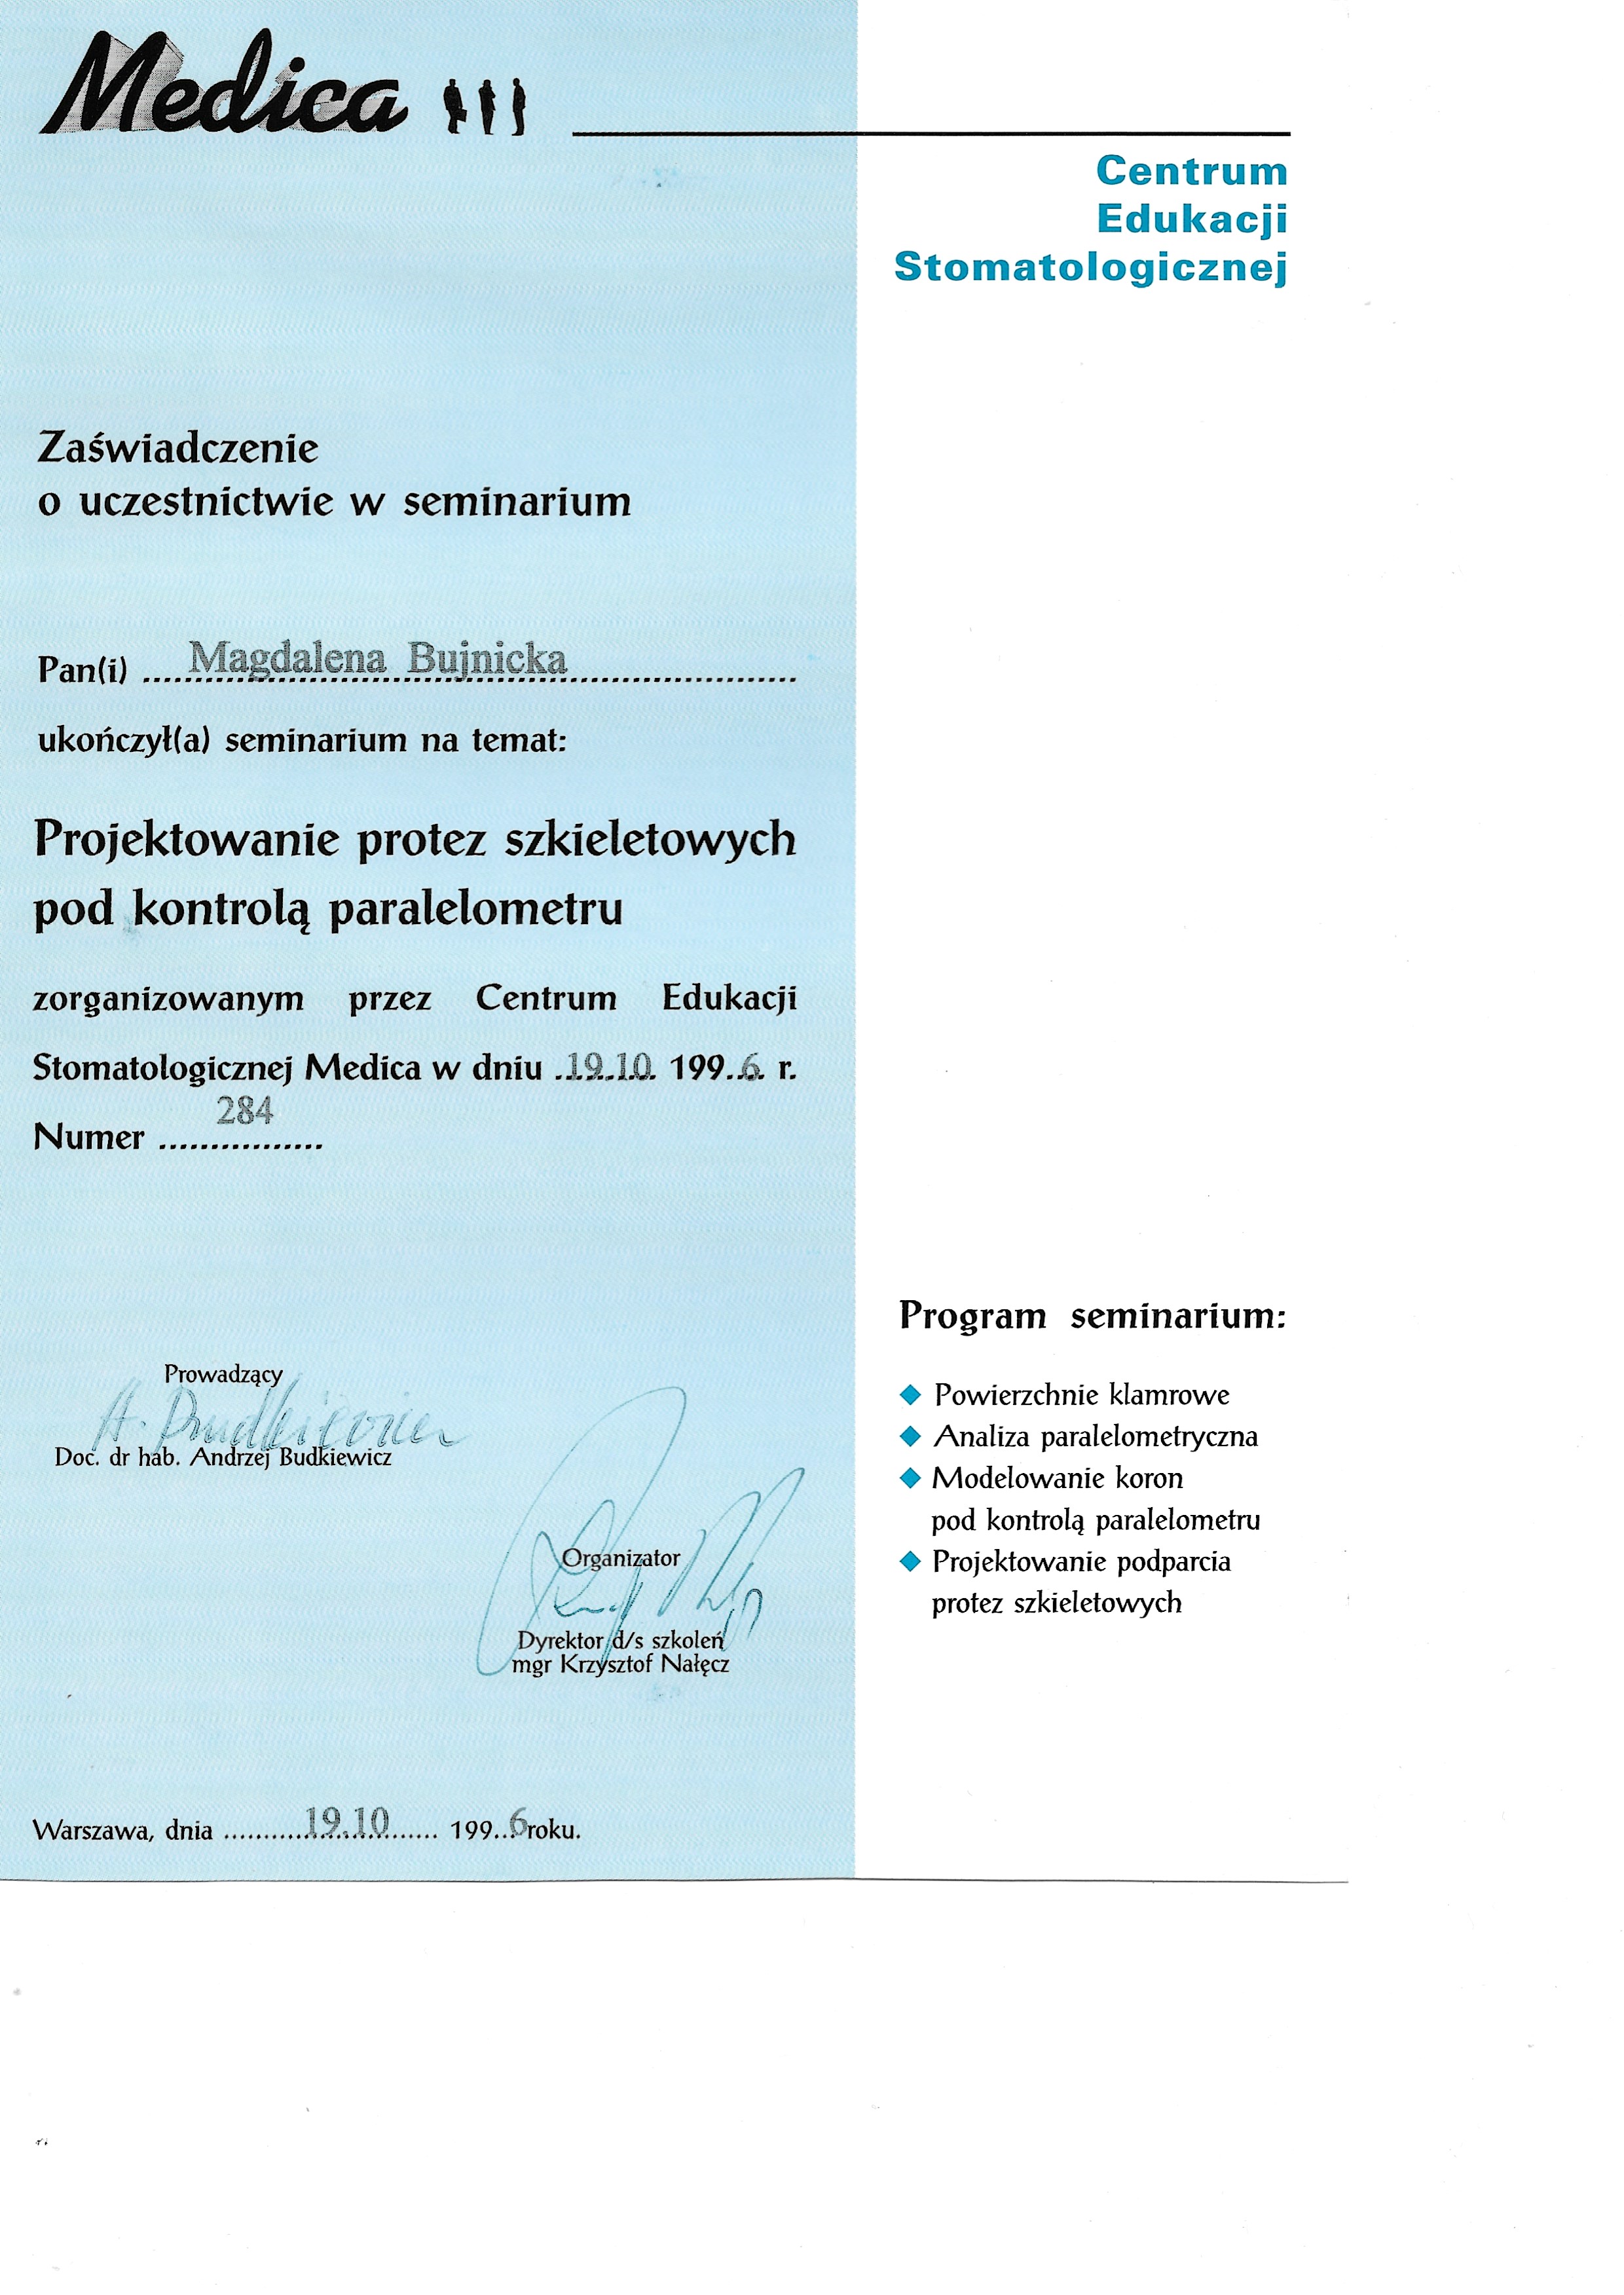 Medica
Centrum
Edukacji
Stomatologicznej
Zaświadczenie
o uczestnictwie w seminarium
Pan(i) ....Magdalena Bujnicka....
ukończył(a) seminarium na temat:
Projektowanie protez szkieletowych
pod kontrolą paralelometru
zorganizowanym przez Centrum Edukacji
Stomatologicznej Medica w dniu .19.10. 199..6. r.
284
Numer ................
Prowadzący
A. Budkiewicz
Doc. dr hab. Andrzej Budkiewicz
Organizator
Dyrektor d/s szkoleń
mgr Krzysztof Nałęcz
Warszawa, dnia ..........19.10....... 199...6roku.
Program seminarium:
Powierzchnie klamrowe
Analiza paralelometryczna
Modelowanie koron
pod kontrolą paralelometru
Projektowanie podparcia
protez szkieletowych